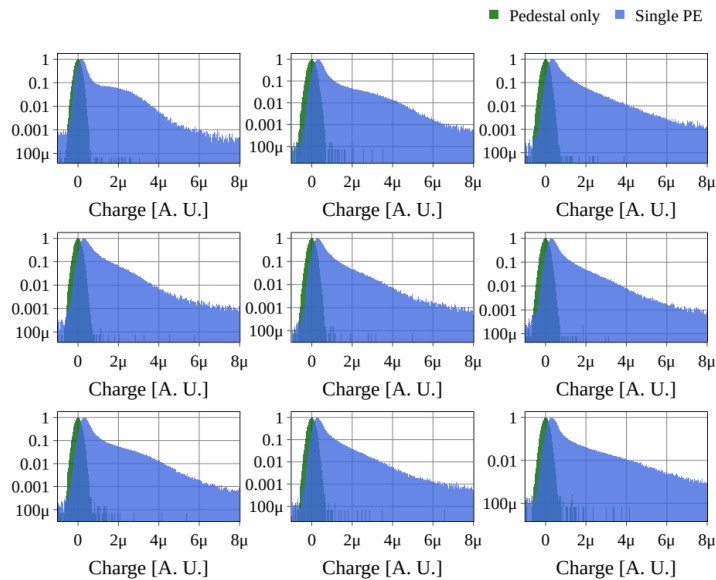 Pedestal only Single PE
1 1 1
0.1 0.1 0.1
0.01 0.01 0.01
0.001 0.001 0.001
100μ 100μ 100μ
0 2μ 4μ 6μ 8μ 0 2μ 4μ 6μ 8μ 0 2μ 4μ 6μ 8μ
Charge [A. U.] Charge [A. U.] Charge [A. U.]
1 1 1
0.1 0.1 0.1
0.01 0.01 0.01
0.001 0.001 0.001
100μ 100μ 100μ
0 2μ 4μ 6μ 8μ 0 2μ 4μ 6μ 8μ 0 2μ 4μ 6μ 8μ
Charge [A. U.] Charge [A. U.] Charge [A. U.]
1 1 1
0.1 0.1
0.01 0.01 0.01
0.001 0.001
100μ 100μ 100μ
0 2μ 4μ 6μ 8μ 0 2μ 4μ 6μ 8μ 0 2μ 4μ 6μ 8μ
Charge [A. U.] Charge [A. U.] Charge [A. U.]